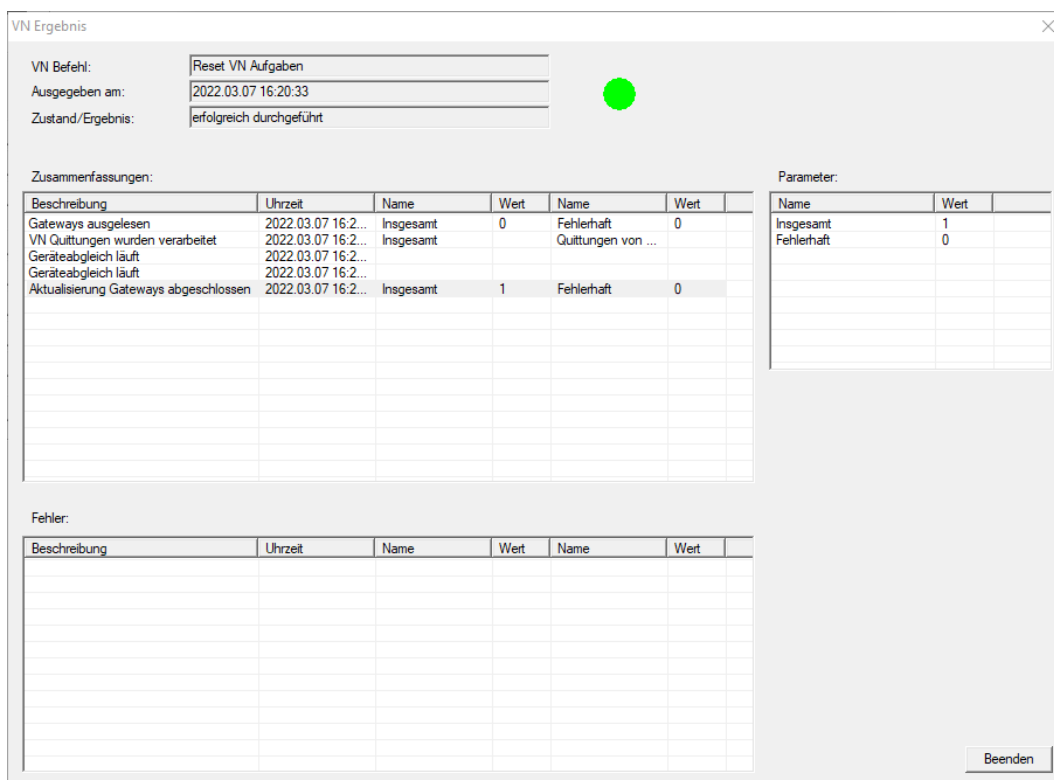 VN Ergebnis
VN Befehl: Reset VN Aufgaben
Ausgegeben am: 2022.03.07 16:20:33
Zustand/Ergebnis: erfolgreich durchgeführt
Zusammenfassungen:
Beschreibung Uhrzeit Name Wert Name Wert
Gateways ausgelesen 2022.03.07 16:2... Insgesamt 0 Fehlerhaft 0
VN Quittungen wurden verarbeitet 2022.03.07 16:2... Insgesamt Quittungen von ...
Geräteabgleich läuft 2022.03.07 16:2...
Geräteabgleich läuft 2022.03.07 16:2...
Aktualisierung Gateways abgeschlossen 2022.03.07 16:2... Insgesamt 1 Fehlerhaft 0
Parameter:
Name Wert
Insgesamt 1
Fehlerhaft 0
Fehler:
Beschreibung Uhrzeit Name Wert Name Wert
Beenden